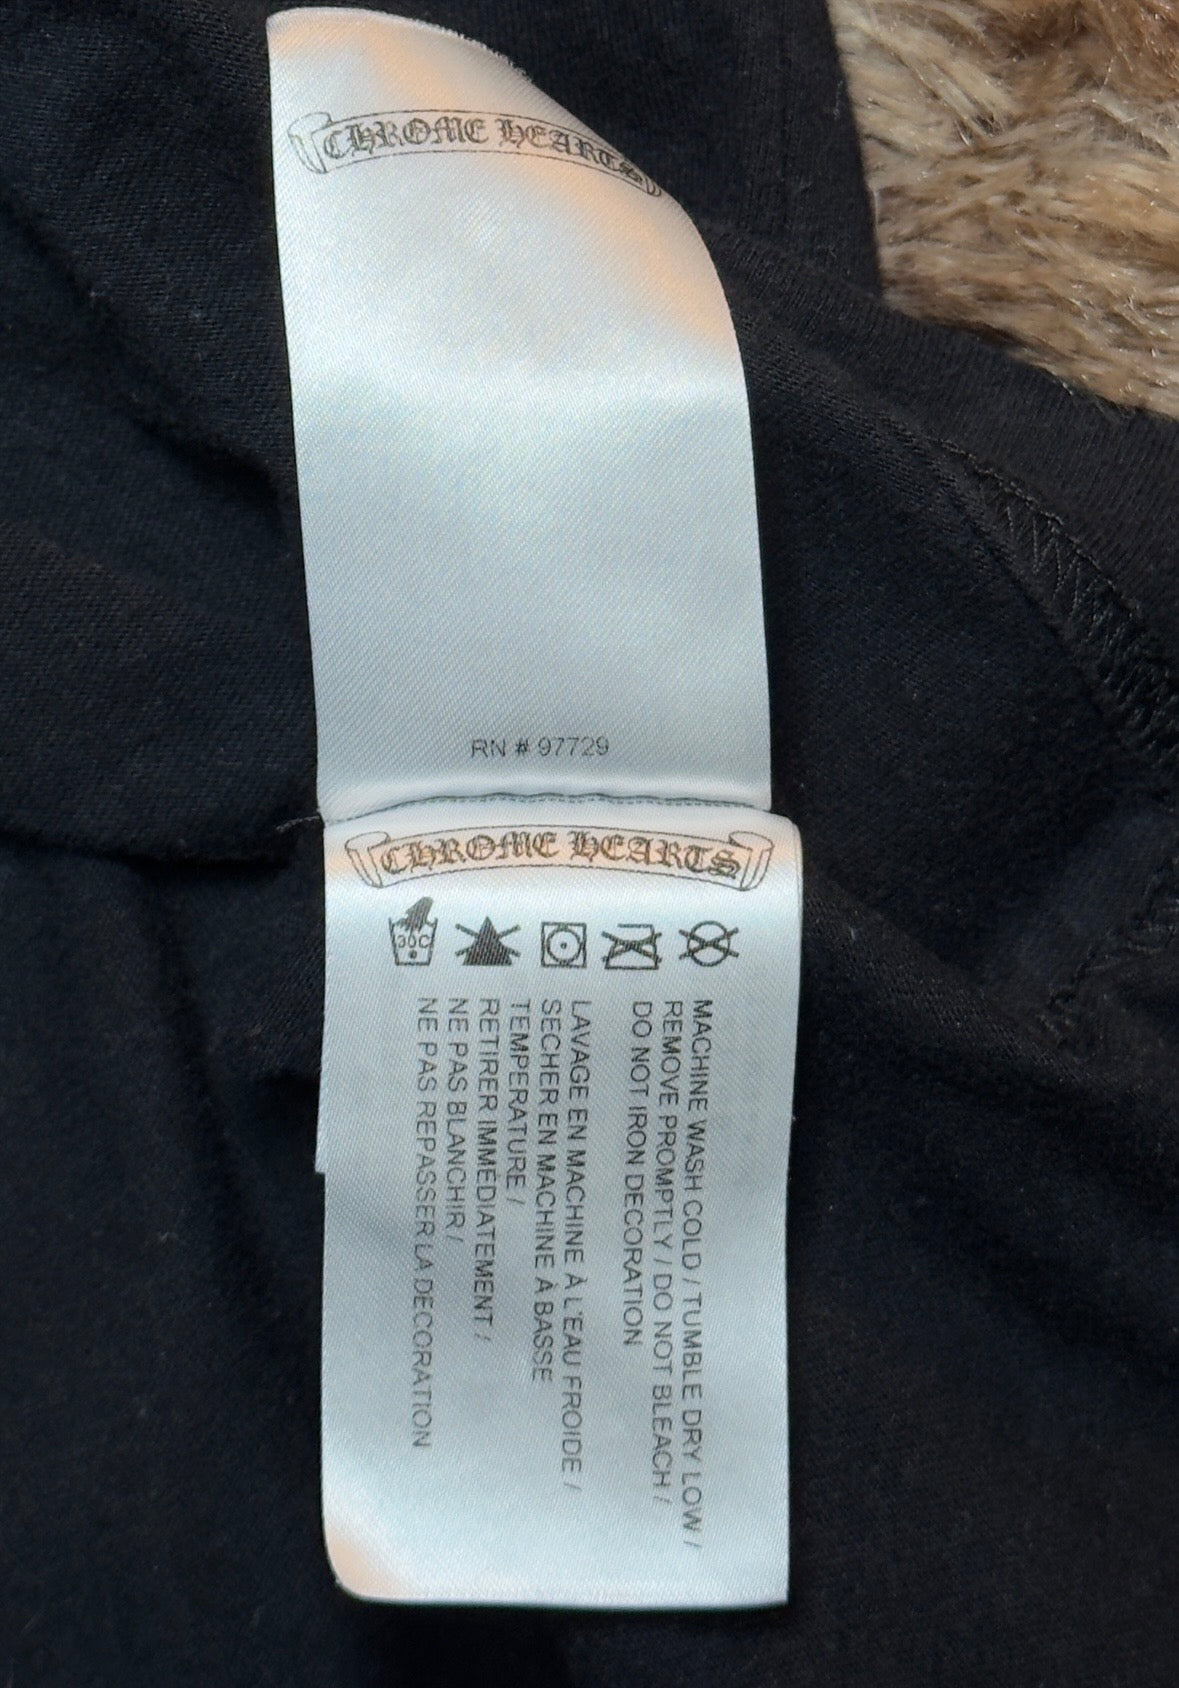 CHROME HEARTS
RN # 97729
CHROME HEARTS
30C
MACHINE WASH COLD / TUMBLE DRY LOW /
REMOVE PROMPTLY / DO NOT BLEACH /
DO NOT IRON DECORATION
LAVAGE EN MACHINE À L'EAU FROIDE /
SECHER EN MACHINE À BASSE
TEMPERATURE /
RETIRER IMMÉDIATEMENT /
NE PAS BLANCHIR /
NE PAS REPASSER LA DECORATION